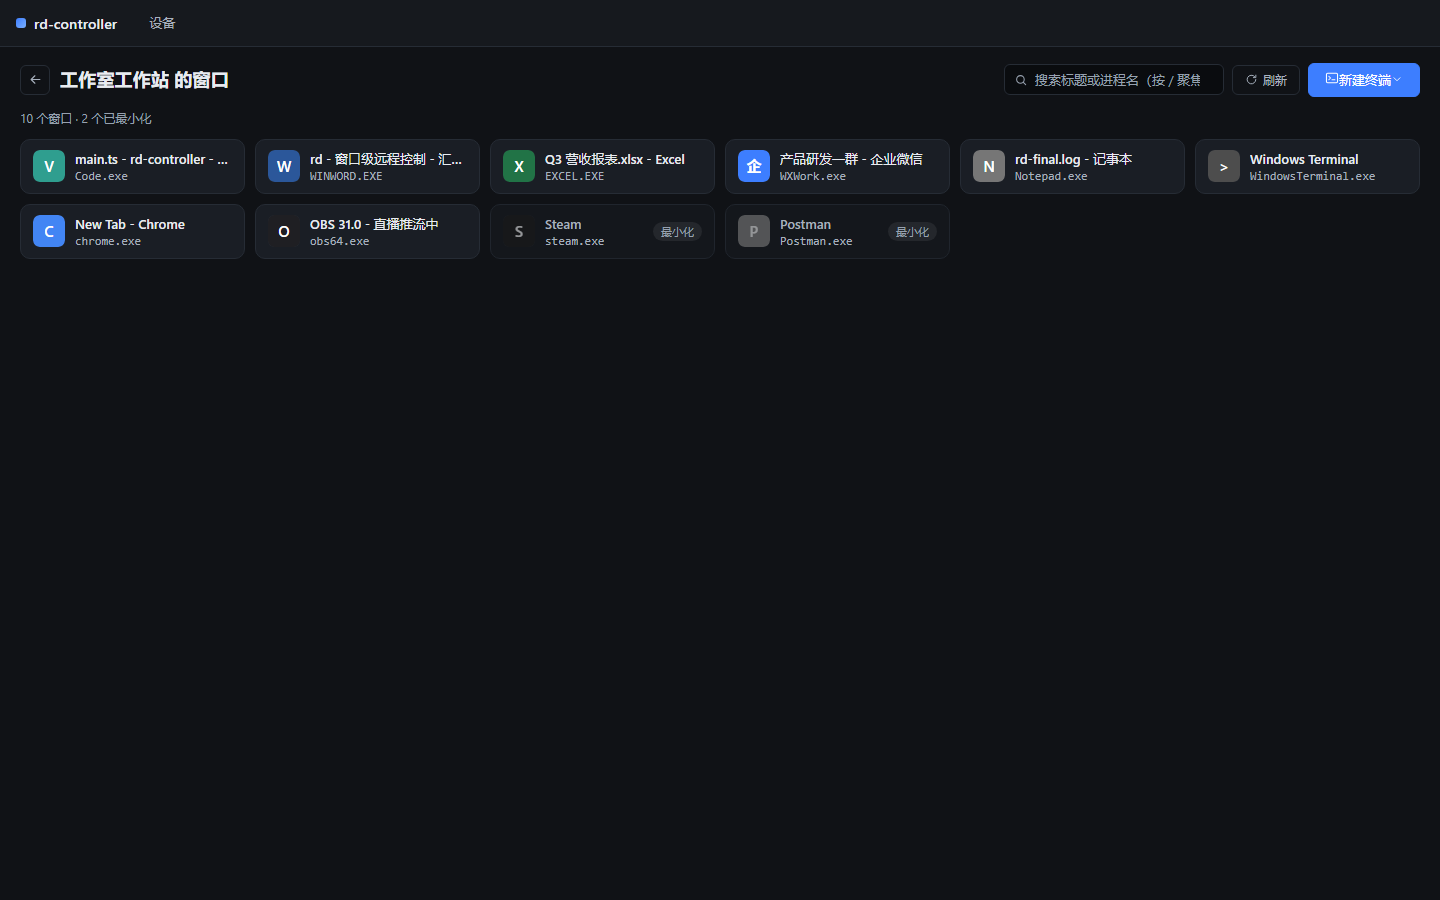 rd-controller 设备
工作室工作站 的窗口
搜索标题或进程名（按 / 聚焦
刷新
新建终端
10 个窗口 · 2 个已最小化
V
main.ts - rd-controller - ...
Code.exe
W
rd - 窗口级远程控制 - 汇...
WINWORD.EXE
X
Q3 营收报表.xlsx - Excel
EXCEL.EXE
企
产品研发一群 - 企业微信
WXWork.exe
N
rd-final.log - 记事本
Notepad.exe
>
Windows Terminal
WindowsTerminal.exe
C
New Tab - Chrome
chrome.exe
O
OBS 31.0 - 直播推流中
obs64.exe
S
Steam
steam.exe
最小化
P
Postman
Postman.exe
最小化